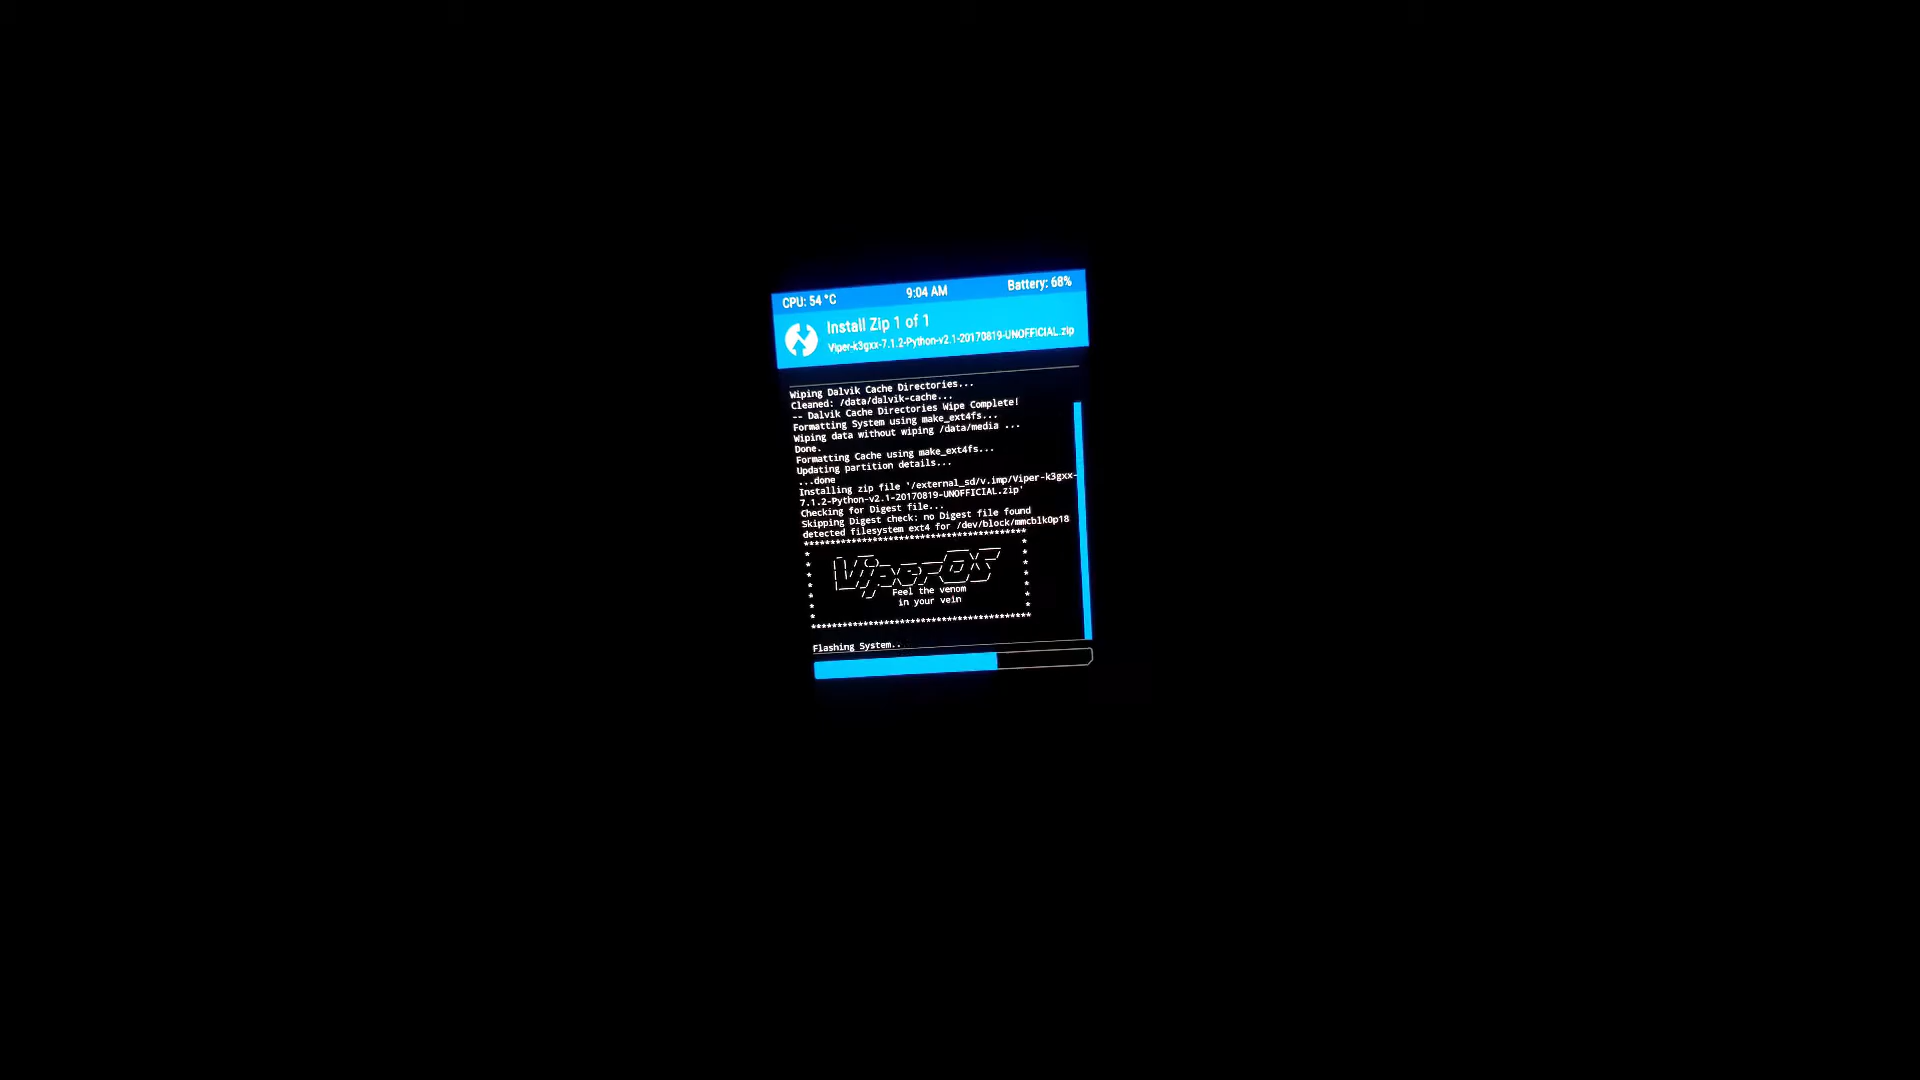 CPU: 54 °C 9:04 AM Battery: 68%
Install Zip 1 of 1
Viper-k3gxx-7.1.2-Python-v2.1-20170819-UNOFFICIAL.zip
Wiping Dalvik Cache Directories...
Cleaned: /data/dalvik-cache...
-- Dalvik Cache Directories Wipe Complete!
Formatting System using make_ext4fs...
Wiping data without wiping /data/media ...
Done.
Formatting Cache using make_ext4fs...
Updating partition details...
...done
Installing zip file '/external_sd/v.imp/Viper-k3gxx-
7.1.2-Python-v2.1-20170819-UNOFFICIAL.zip'
Checking for Digest file...
Skipping Digest check: no Digest file found
detected filesystem ext4 for /dev/block/mmcblk0p18
ViperOS
Feel the venom
in your vein
Flashing System..